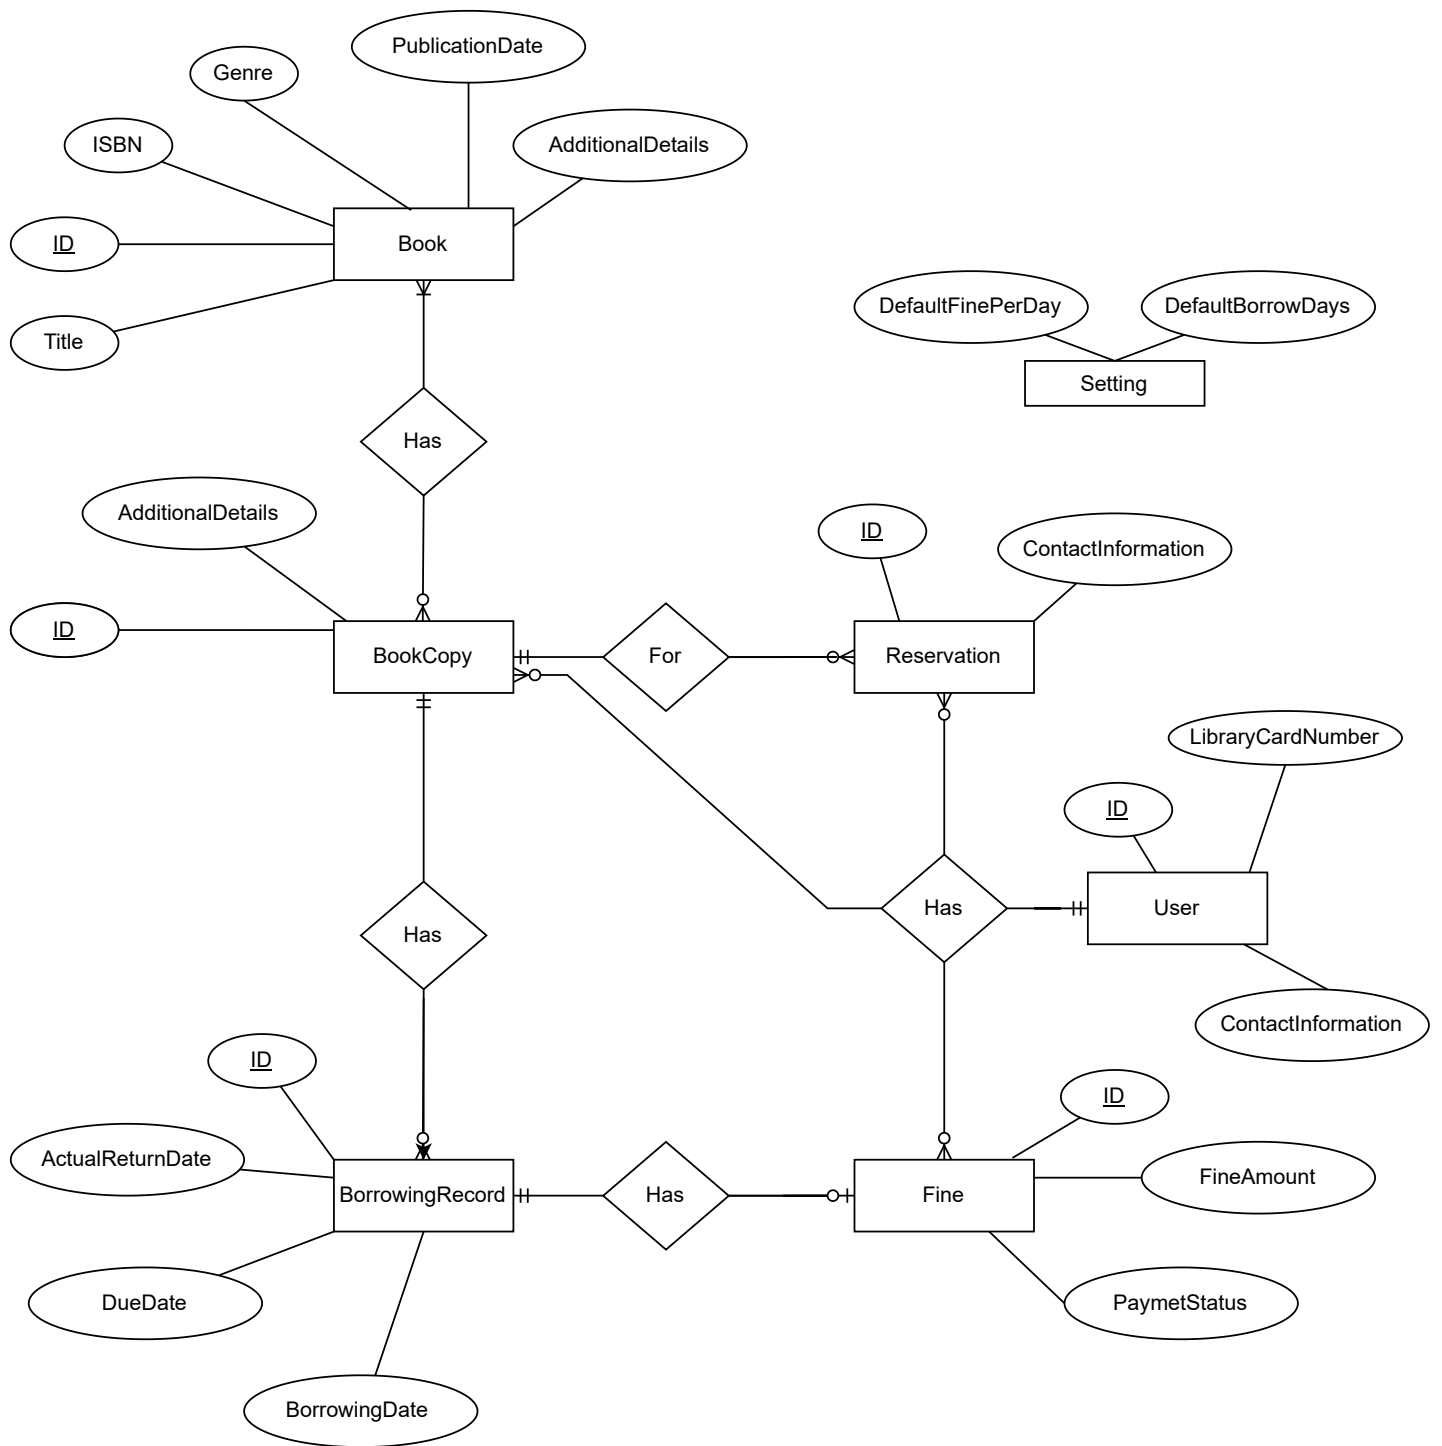 PublicationDate
Genre
ISBN
AdditionalDetails
ID
Book
Title
DefaultFinePerDay
DefaultBorrowDays
Setting
Has
AdditionalDetails
ID
ContactInformation
ID
BookCopy
For
Reservation
LibraryCardNumber
ID
Has
Has
User
ContactInformation
ID
ID
ActualReturnDate
BorrowingRecord
Has
Fine
FineAmount
DueDate
PaymetStatus
BorrowingDate